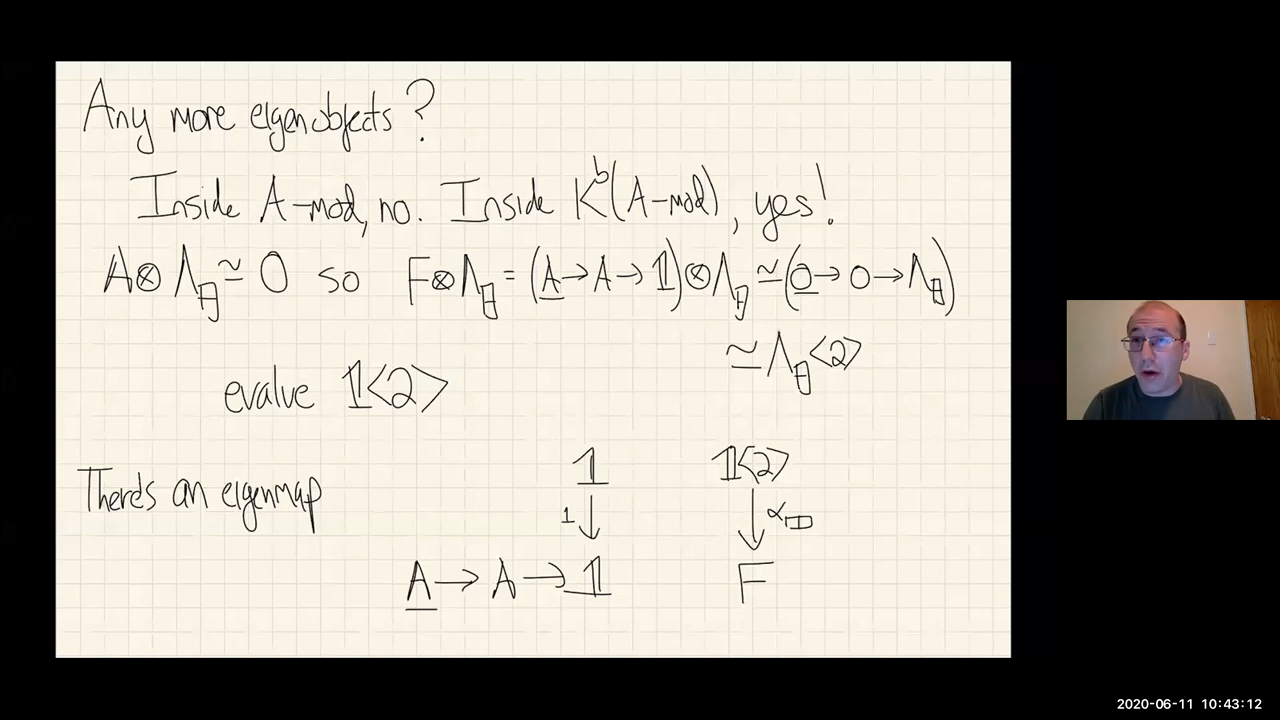 Any more eigenobjects?
Inside A-mod, no. Inside K^b(A-mod), yes!
A⊗Λ_▯ ≃ 0 so F⊗Λ_▯ = (A→A→𝟙)⊗Λ_▯ ≃ (0→0→Λ_▯)
≃ Λ_▯<2>
evalue 𝟙<2>
There's an eigenmap
𝟙 𝟙<2>
1↓ ↓α_▭
A→A→𝟙 F
2020-06-11 10:43:12